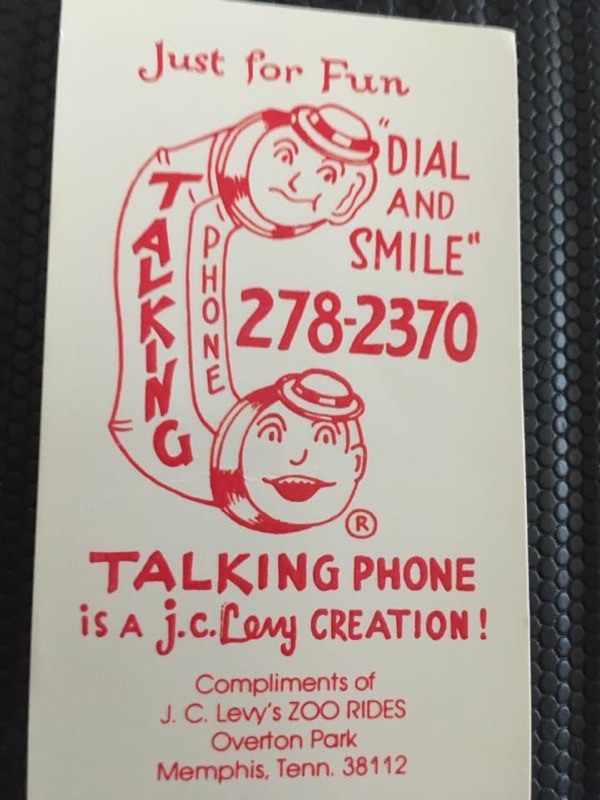 Just for Fun
"DIAL
AND
SMILE"
TALKING
PHONE
278-2370
®
TALKING PHONE
is A j.c. Levy CREATION!
Compliments of
J. C. Levy's ZOO RIDES
Overton Park
Memphis, Tenn. 38112